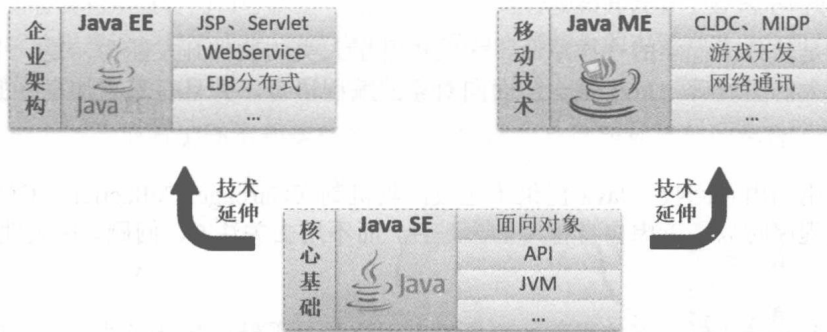 企业架构
Java EE
JSP、Servlet
WebService
EJB分布式
...
Java
移动技术
Java ME
CLDC、MIDP
游戏开发
网络通讯
...
技术
延伸
技术
延伸
核心基础
Java SE
面向对象
API
JVM
...
Java